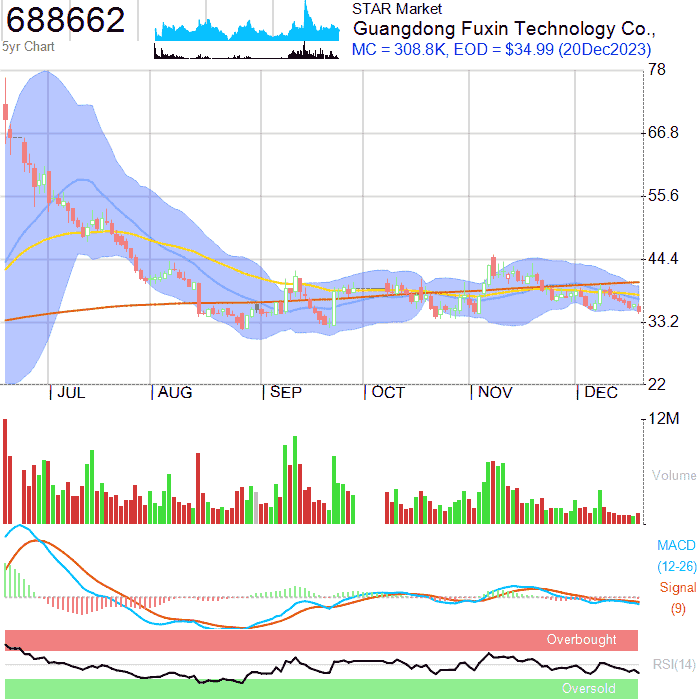 688662
5yr Chart
STAR Market
Guangdong Fuxin Technology Co.,
MC = 308.8K, EOD = $34.99 (20Dec2023)
78
66.8
55.6
44.4
33.2
22
JUL AUG SEP OCT NOV DEC
12M
Volume
MACD
(12-26)
Signal
(9)
Overbought
RSI(14)
Oversold